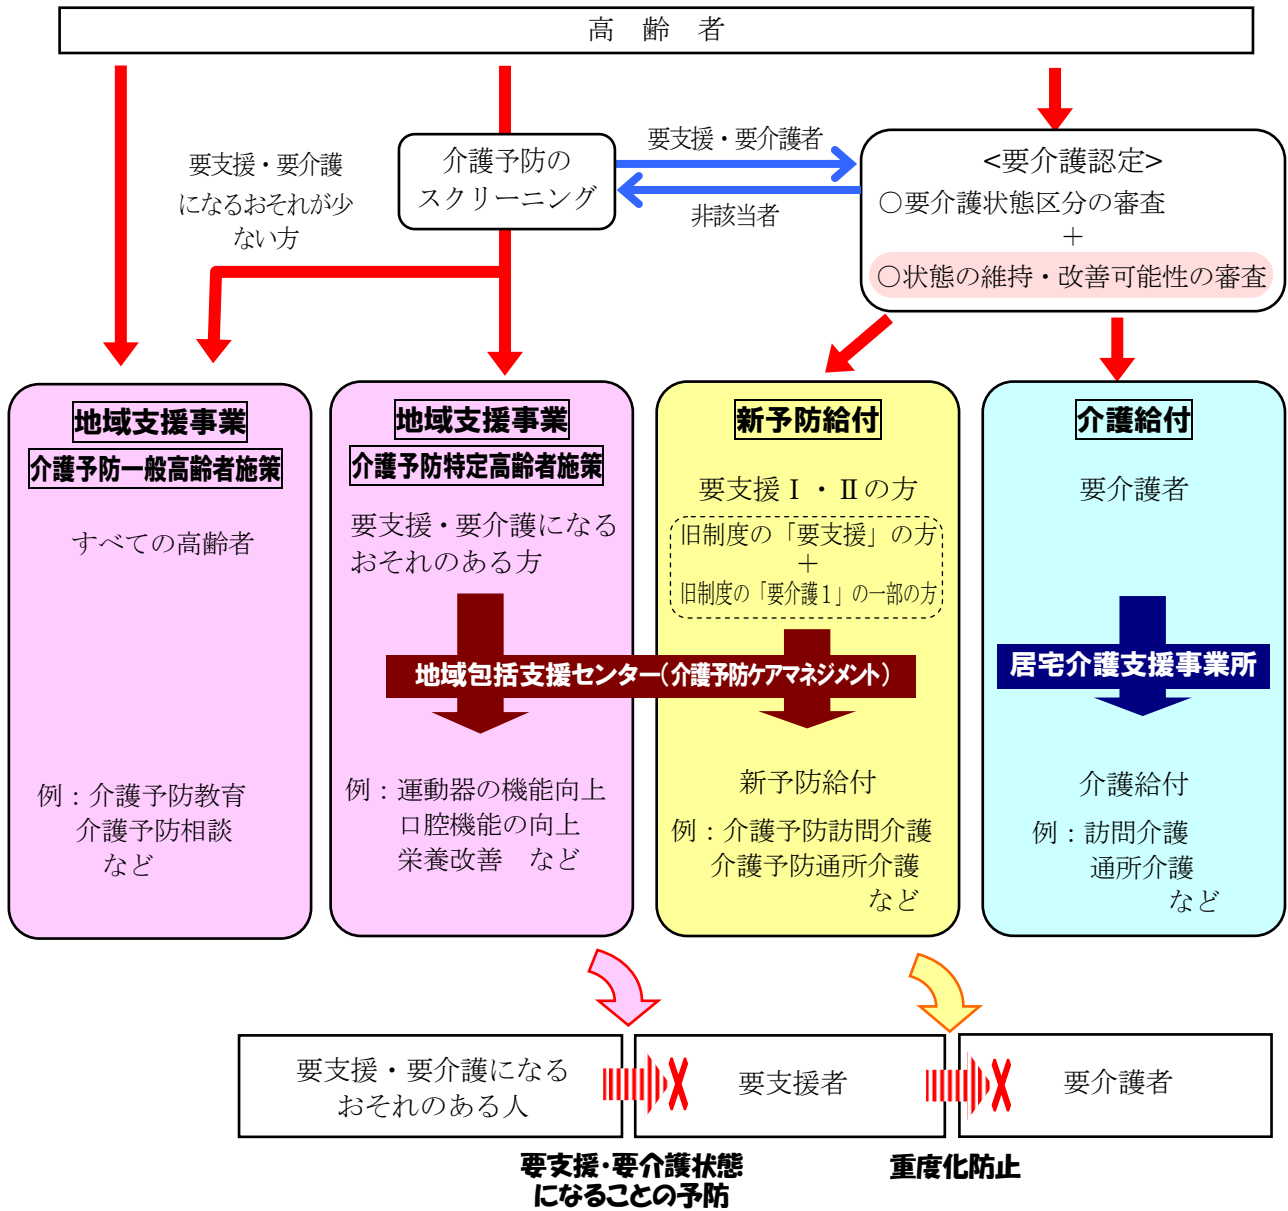 高　齢　者
要支援・要介護
になるおそれが少
ない方
介護予防の
スクリーニング
要支援・要介護者
非該当者
<要介護認定>
○要介護状態区分の審査
＋
○状態の維持・改善可能性の審査
地域支援事業
介護予防一般高齢者施策
すべての高齢者
例：介護予防教育
介護予防相談
など
地域支援事業
介護予防特定高齢者施策
要支援・要介護になる
おそれのある方
例：運動器の機能向上
口腔機能の向上
栄養改善　など
新予防給付
要支援Ⅰ・Ⅱの方
旧制度の「要支援」の方
＋
旧制度の「要介護１」の一部の方
地域包括支援センター（介護予防ケアマネジメント）
新予防給付
例：介護予防訪問介護
介護予防通所介護
など
介護給付
要介護者
居宅介護支援事業所
介護給付
例：訪問介護
通所介護
など
要支援・要介護になる
おそれのある人
要支援者
要介護者
要支援・要介護状態
になることの予防
重度化防止